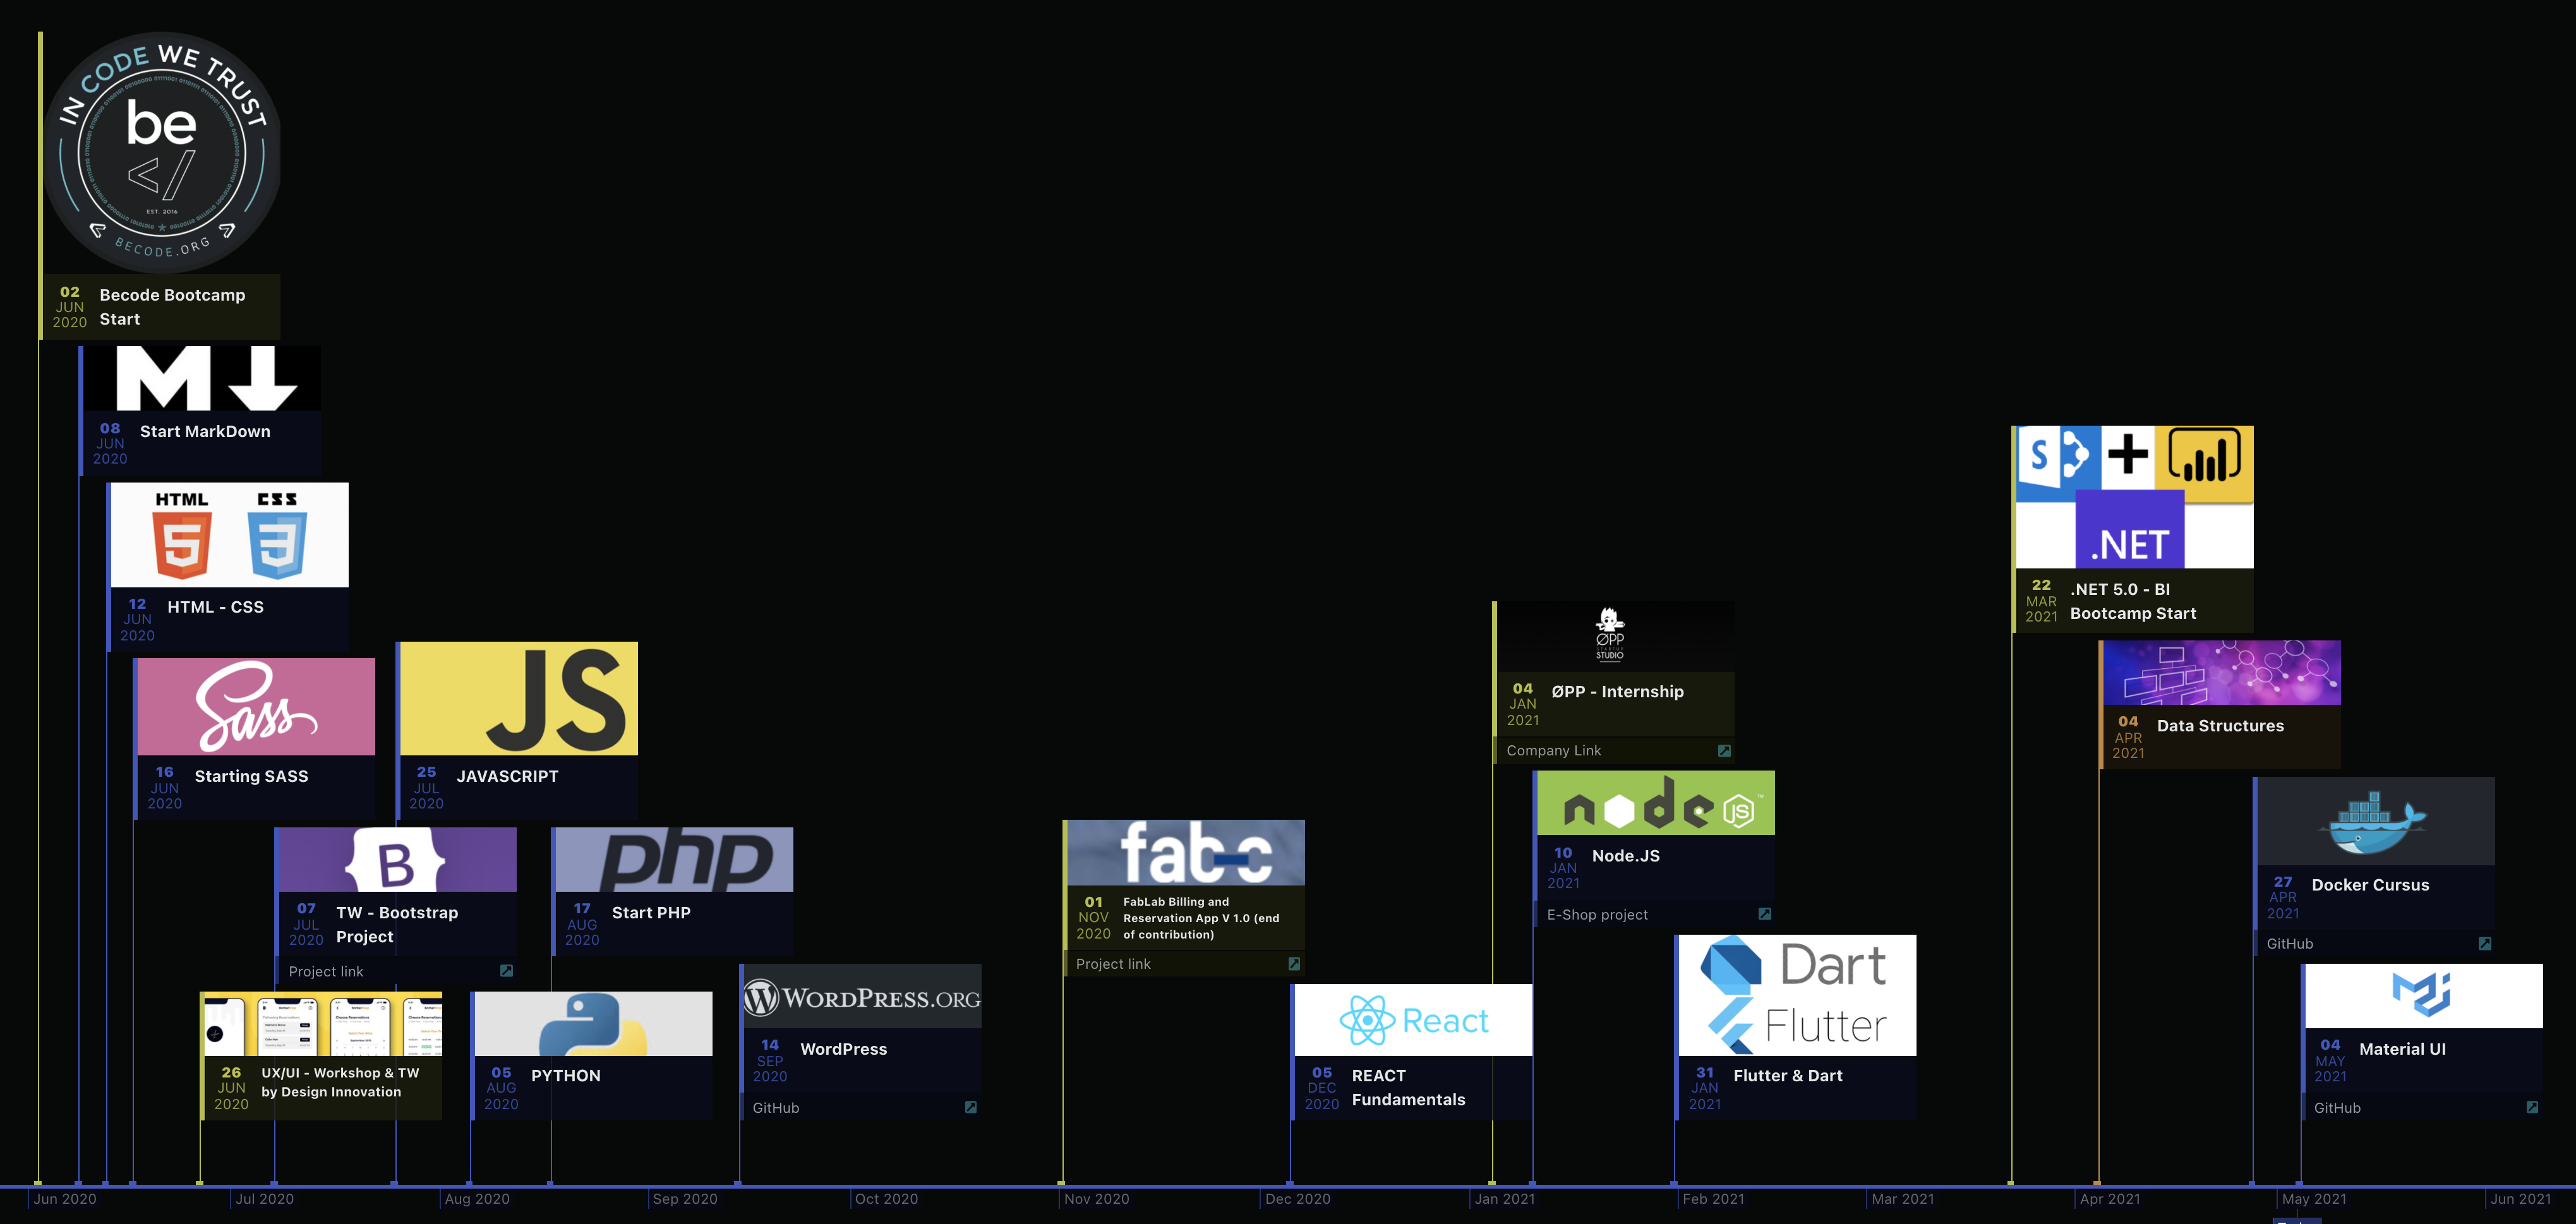 IN CODE WE TRUST
be
</
EST. 2016
BECODE.ORG
02
JUN
2020
Becode Bootcamp
Start
M
08
JUN
2020
Start MarkDown
HTML
CSS
5
3
12
JUN
2020
HTML - CSS
Sass
16
JUN
2020
Starting SASS
JS
25
JUL
2020
JAVASCRIPT
B
07
JUL
2020
TW - Bootstrap
Project
Project link
php
17
AUG
2020
Start PHP
26
JUN
2020
UX/UI - Workshop & TW
by Design Innovation
05
AUG
2020
PYTHON
WORDPRESS.ORG
14
SEP
2020
WordPress
GitHub
fab-c
01
NOV
2020
FabLab Billing and
Reservation App V 1.0 (end
of contribution)
Project link
React
05
DEC
2020
REACT
Fundamentals
ØPP
STARTUP
STUDIO
04
JAN
2021
ØPP - Internship
Company Link
node
JS
™
10
JAN
2021
Node.JS
E-Shop project
Dart
Flutter
31
JAN
2021
Flutter & Dart
S
+
.NET
22
MAR
2021
.NET 5.0 - BI
Bootcamp Start
04
APR
2021
Data Structures
27
APR
2021
Docker Cursus
GitHub
04
MAY
2021
Material UI
GitHub
Jun 2020
Jul 2020
Aug 2020
Sep 2020
Oct 2020
Nov 2020
Dec 2020
Jan 2021
Feb 2021
Mar 2021
Apr 2021
May 2021
Jun 2021